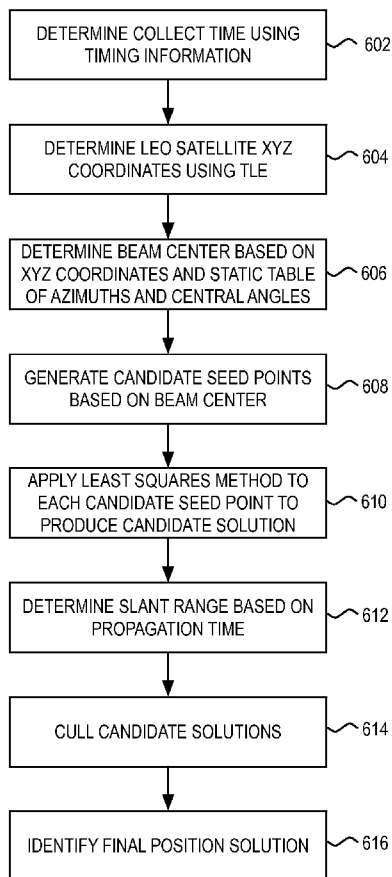 DETERMINE COLLECT TIME USING
TIMING INFORMATION
602
DETERMINE LEO SATELLITE XYZ
COORDINATES USING TLE
604
DETERMINE BEAM CENTER BASED ON
XYZ COORDINATES AND STATIC TABLE
OF AZIMUTHS AND CENTRAL ANGLES
606
GENERATE CANDIDATE SEED POINTS
BASED ON BEAM CENTER
608
APPLY LEAST SQUARES METHOD TO
EACH CANDIDATE SEED POINT TO
PRODUCE CANDIDATE SOLUTION
610
DETERMINE SLANT RANGE BASED ON
PROPAGATION TIME
612
CULL CANDIDATE SOLUTIONS
614
IDENTIFY FINAL POSITION SOLUTION
616